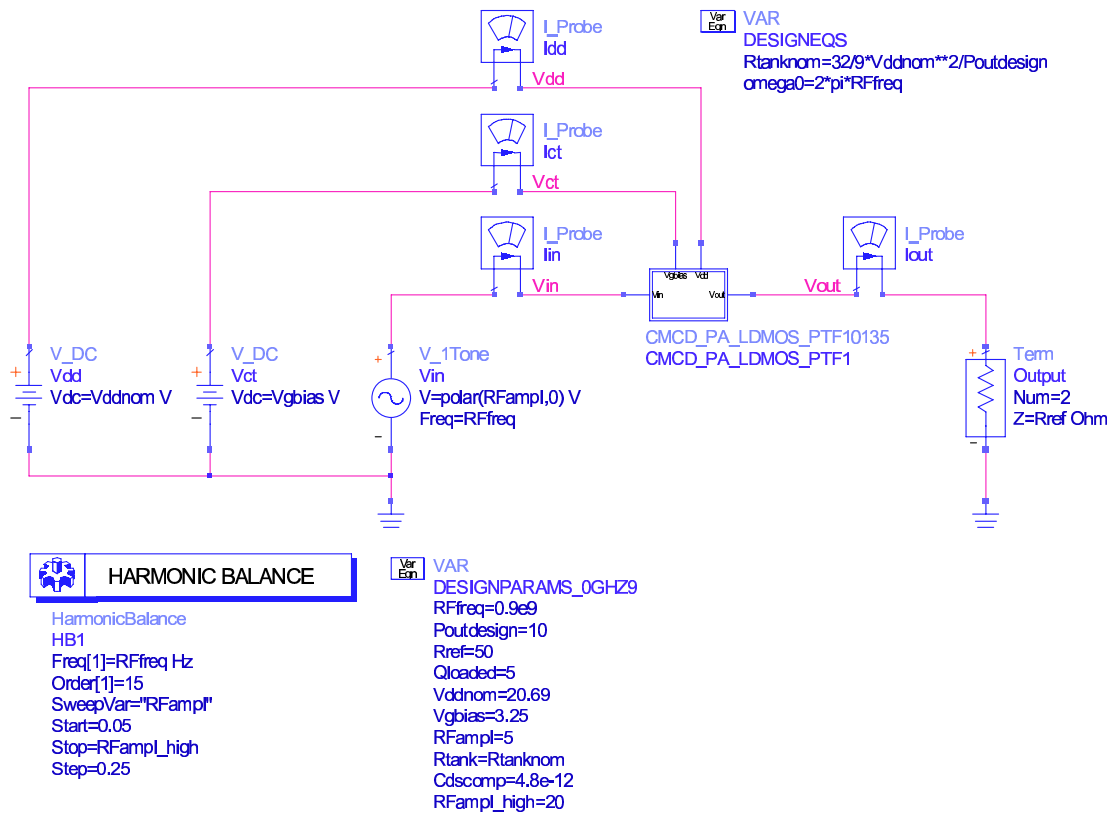 I_Probe
Idd
Vdd
Var
Eqn
VAR
DESIGNEQS
Rtanknom=32/9*Vddnom**2/Poutdesign
omega0=2*pi*RFfreq
I_Probe
Ict
Vct
I_Probe
Iin
Vin
Vgbias
Vdd
Vin
Vout
CMCD_PA_LDMOS_PTF10135
CMCD_PA_LDMOS_PTF1
Vout
I_Probe
Iout
+
V_DC
Vdd
Vdc=Vddnom V
−
+
V_DC
Vct
Vdc=Vgbias V
−
+
V_1Tone
Vin
V=polar(RFampl,0) V
Freq=RFfreq
-
+
Term
Output
Num=2
Z=Rref Ohm
-
HARMONIC BALANCE
HarmonicBalance
HB1
Freq[1]=RFfreq Hz
Order[1]=15
SweepVar="RFampl"
Start=0.05
Stop=RFampl_high
Step=0.25
Var
Eqn
VAR
DESIGNPARAMS_0GHZ9
RFfreq=0.9e9
Poutdesign=10
Rref=50
Qloaded=5
Vddnom=20.69
Vgbias=3.25
RFampl=5
Rtank=Rtanknom
Cdscomp=4.8e-12
RFampl_high=20